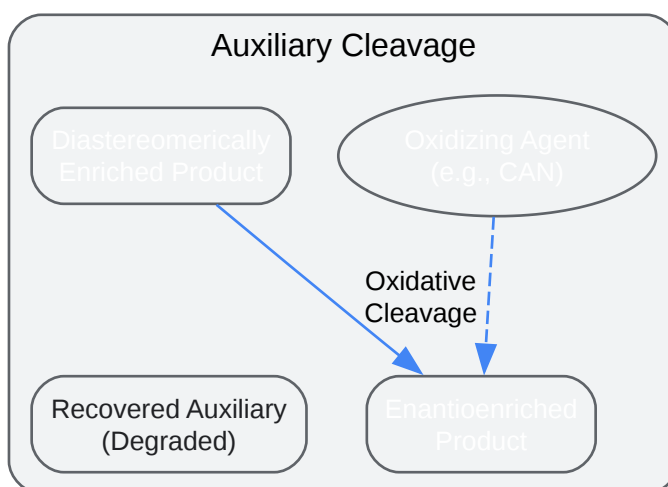 Auxiliary Cleavage
Diastereomerically
Enriched Product
Oxidizing Agent
(e.g., CAN)
Oxidative
Cleavage
Recovered Auxiliary
(Degraded)
Enantioenriched
Product